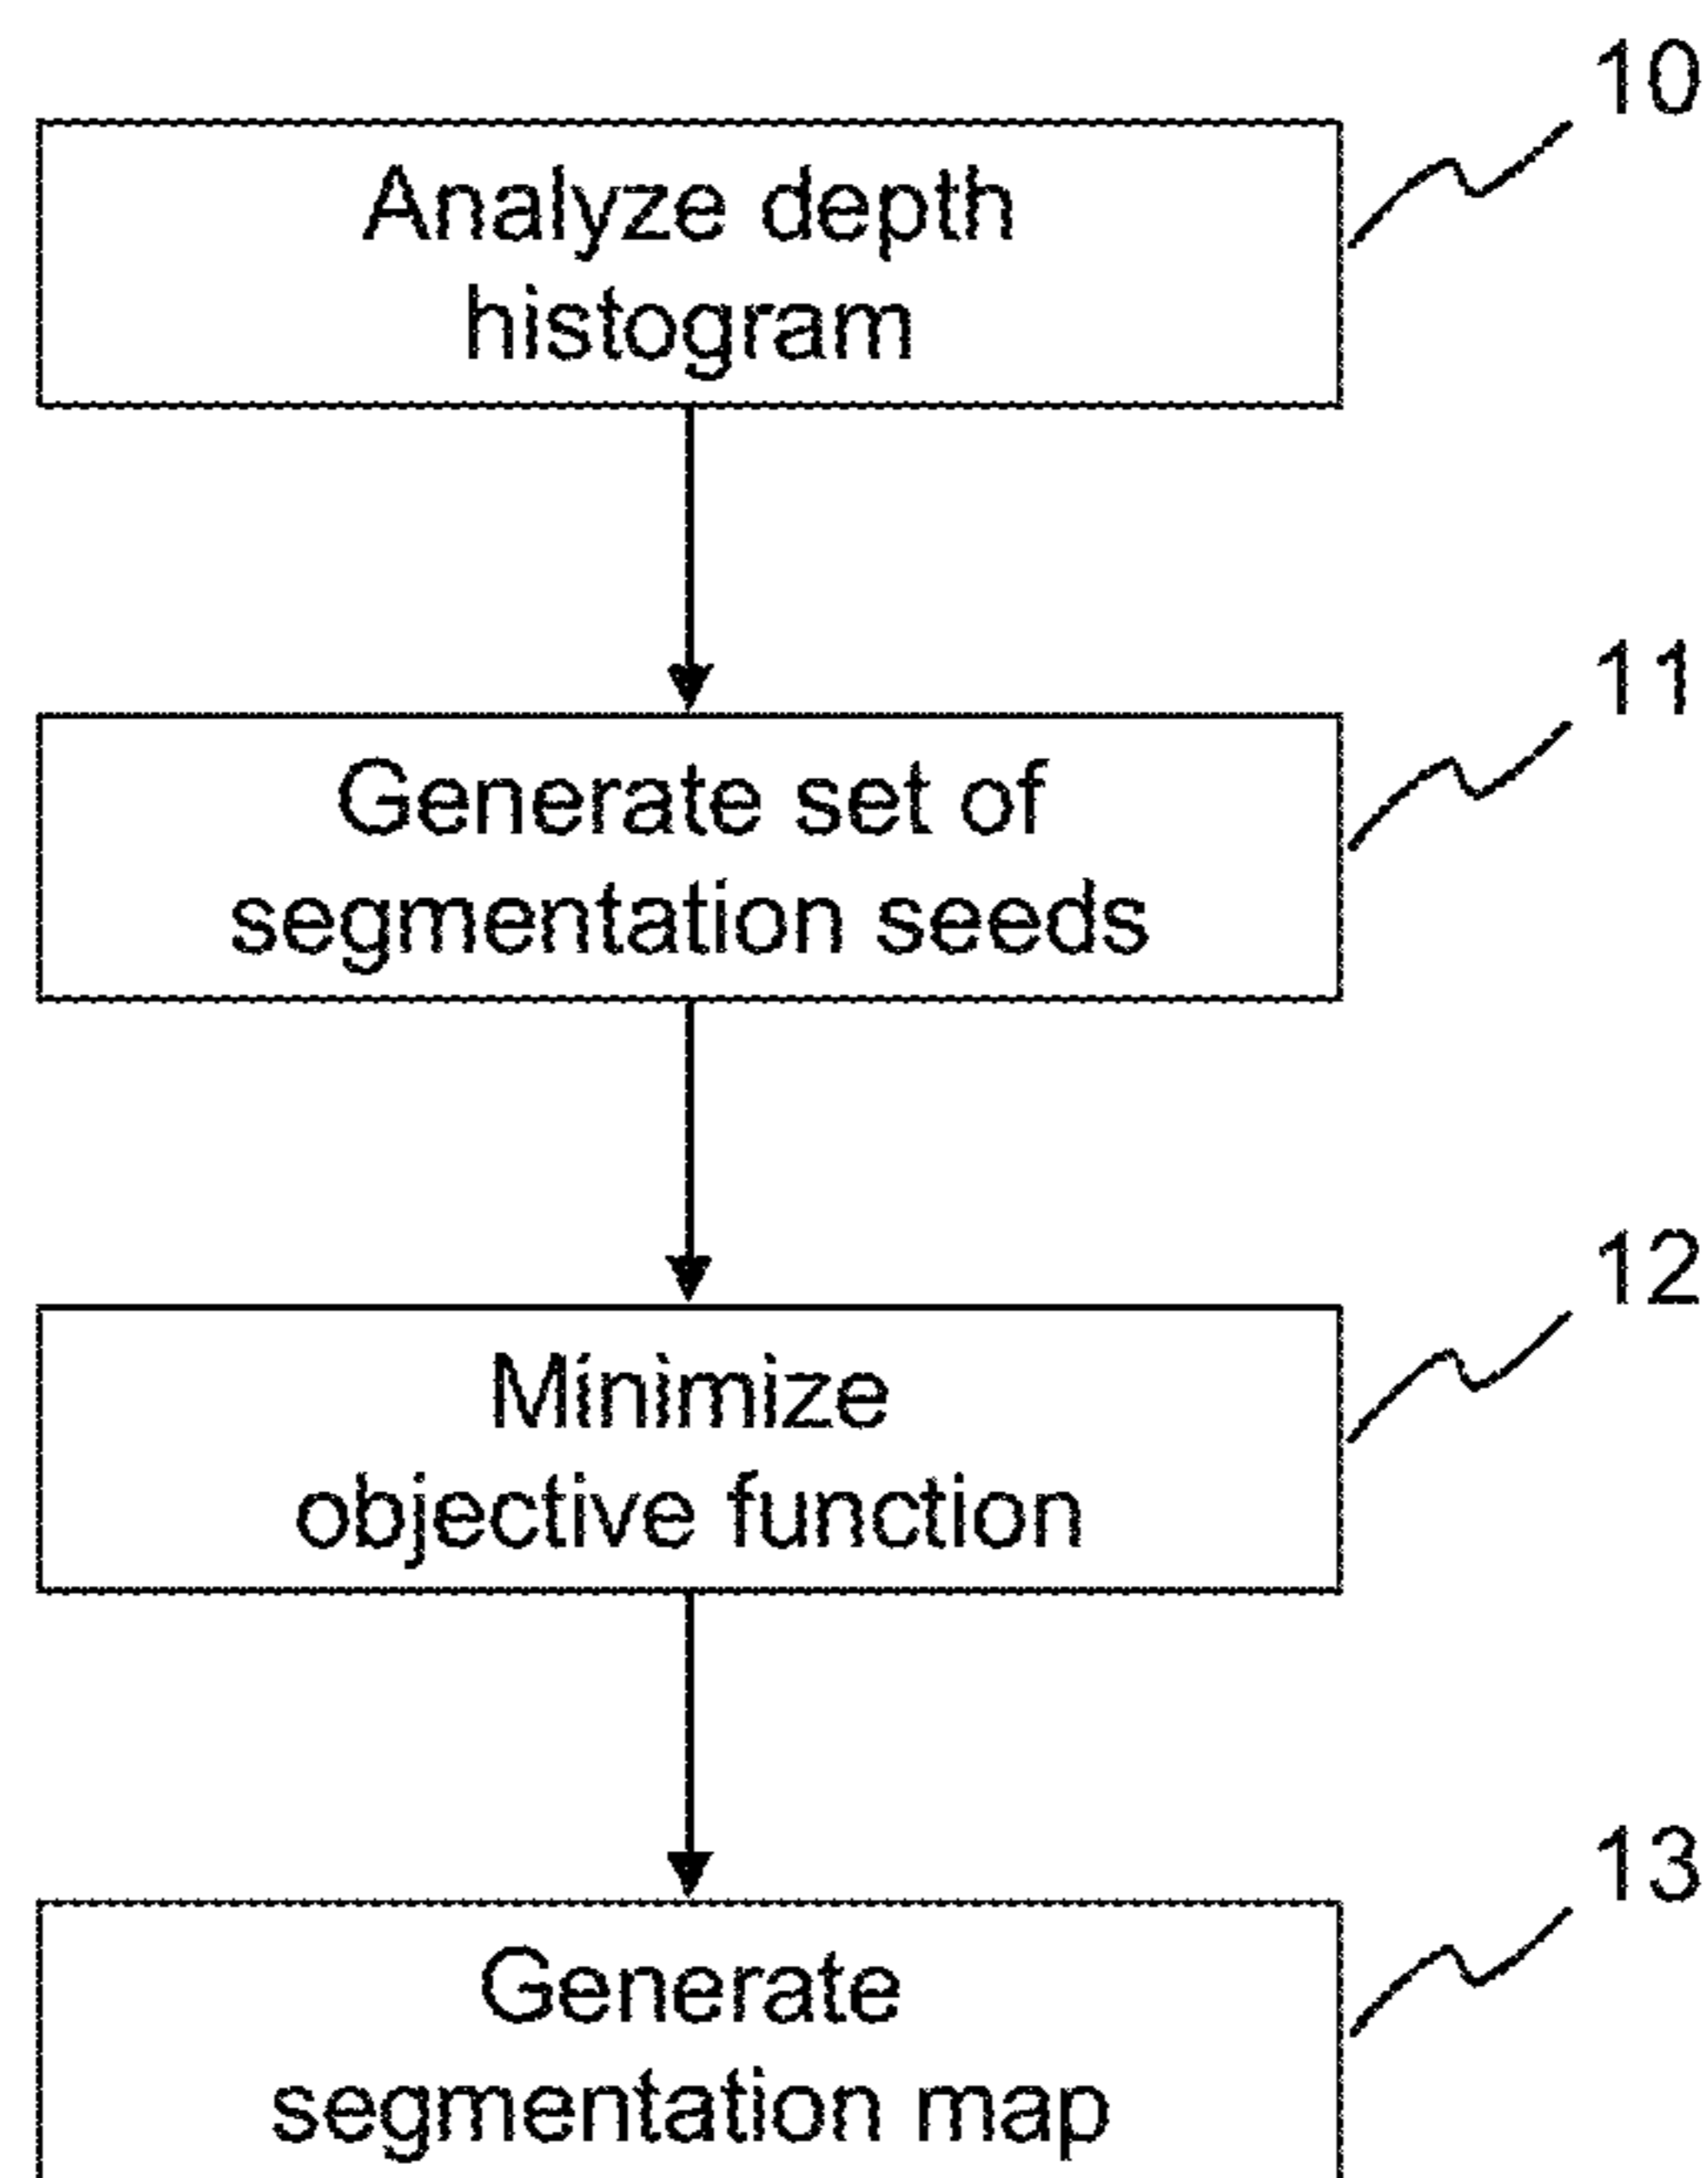 10
Analyze depth
histogram
11
Generate set of
segmentation seeds
12
Minimize
objective function
13
Generate
segmentation map